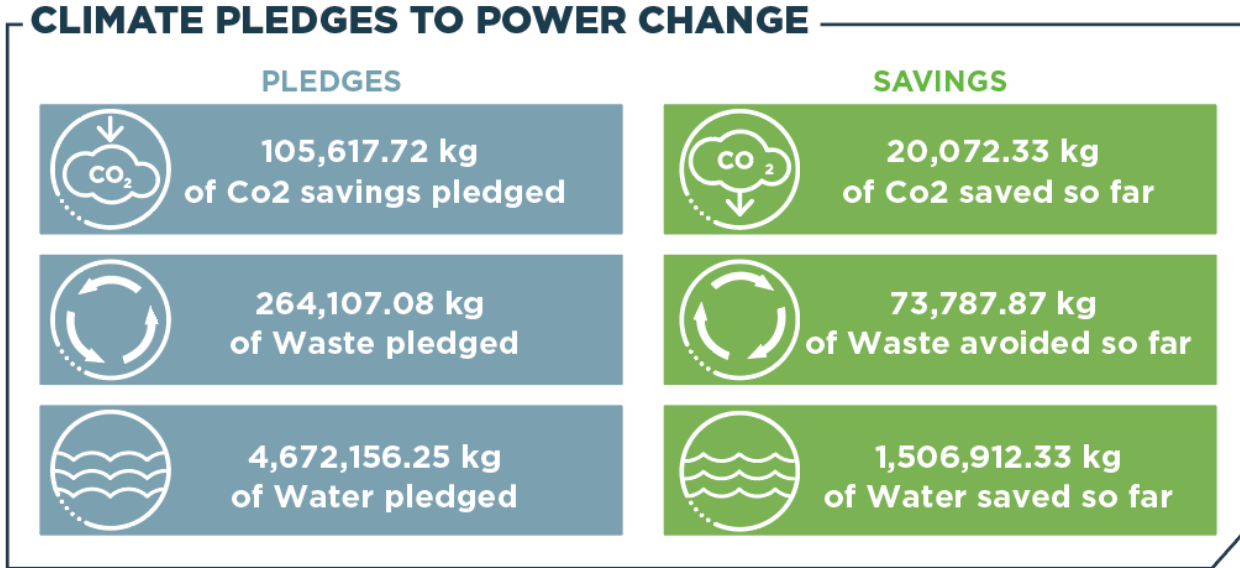 CLIMATE PLEDGES TO POWER CHANGE
PLEDGES
CO2
105,617.72 kg
of Co2 savings pledged
264,107.08 kg
of Waste pledged
4,672,156.25 kg
of Water pledged
SAVINGS
CO 2
20,072.33 kg
of Co2 saved so far
73,787.87 kg
of Waste avoided so far
1,506,912.33 kg
of Water saved so far